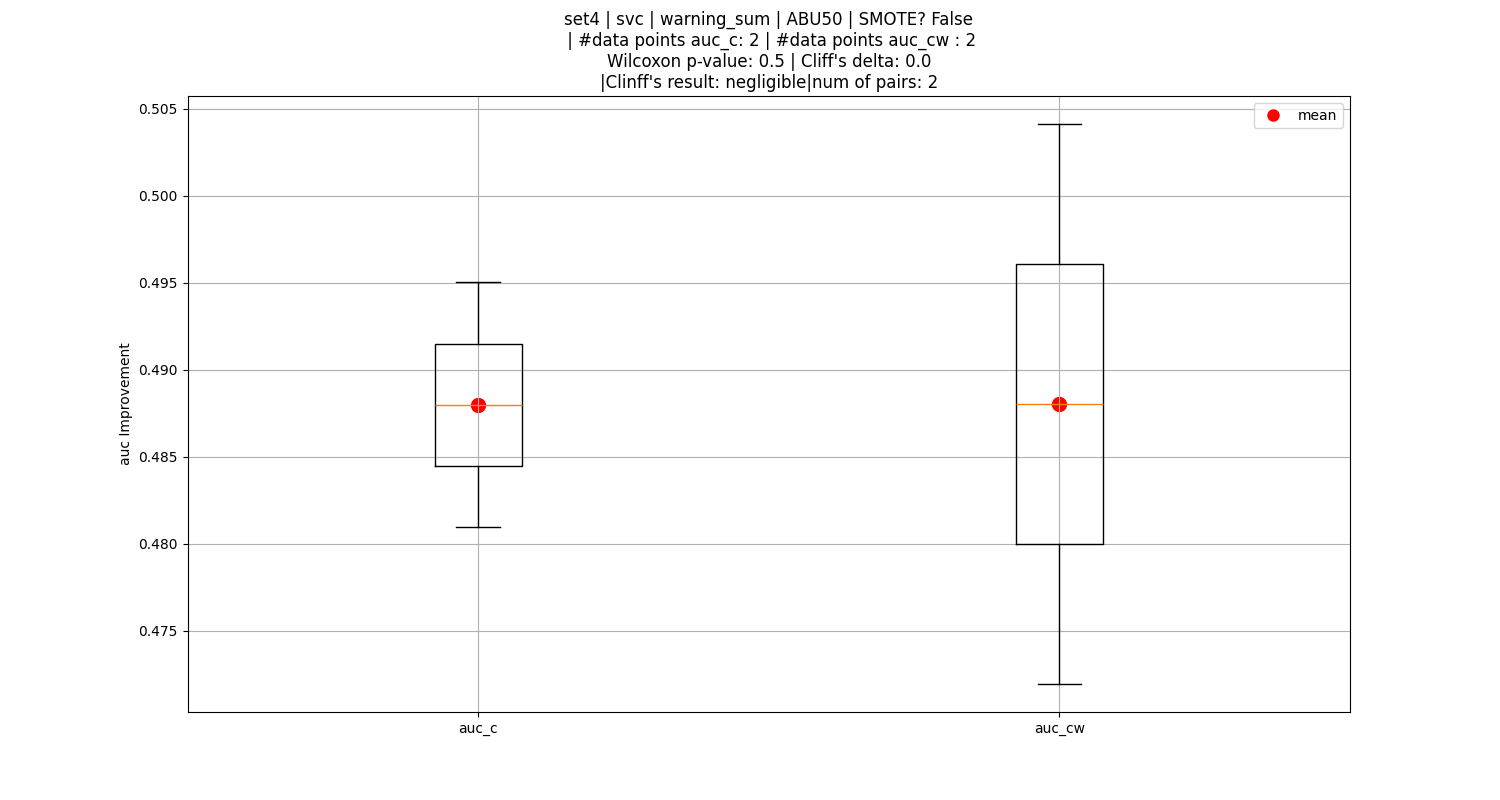 set4 | svc | warning_sum | ABU50 | SMOTE? False
| #data points auc_c: 2 | #data points auc_cw : 2
Wilcoxon p-value: 0.5 | Cliff's delta: 0.0
|Clinff's result: negligible|num of pairs: 2
mean
auc Improvement
0.505
0.500
0.495
0.490
0.485
0.480
0.475
auc_c
auc_cw